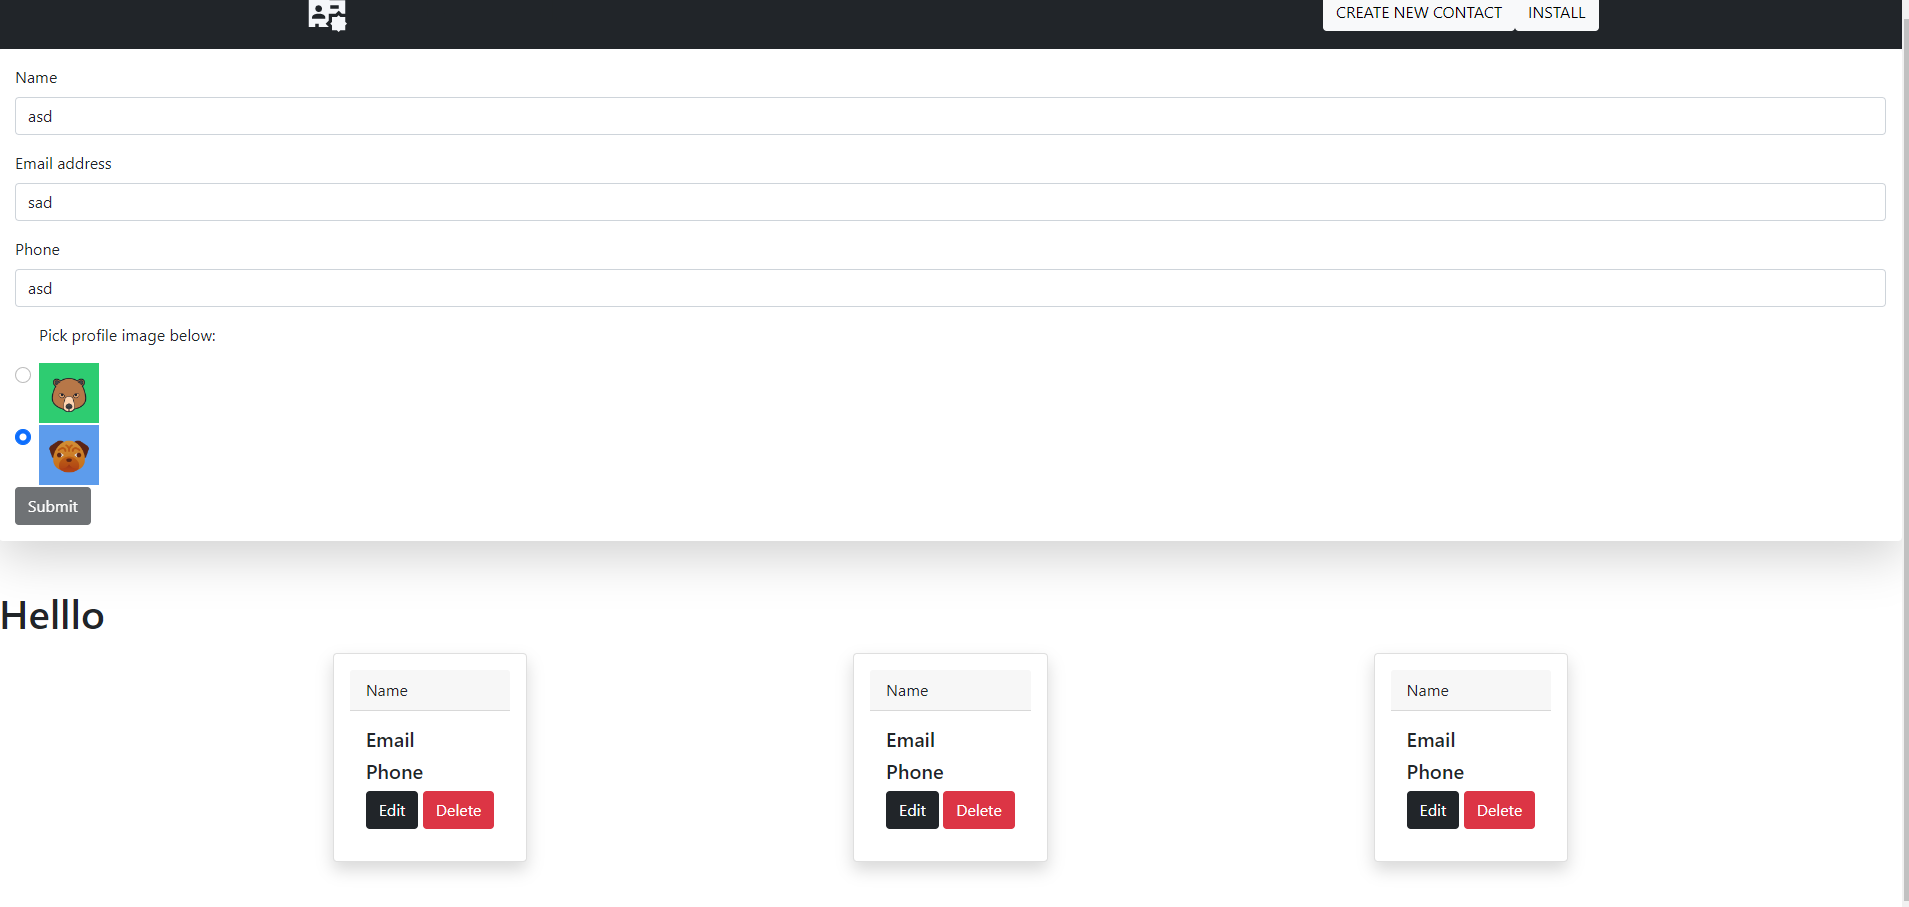 CREATE NEW CONTACT INSTALL
Name
asd
Email address
sad
Phone
asd
Pick profile image below:
Submit
Helllo
Name Name Name
Email Email Email
Phone Phone Phone
Edit Delete Edit Delete Edit Delete